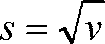 s = √v